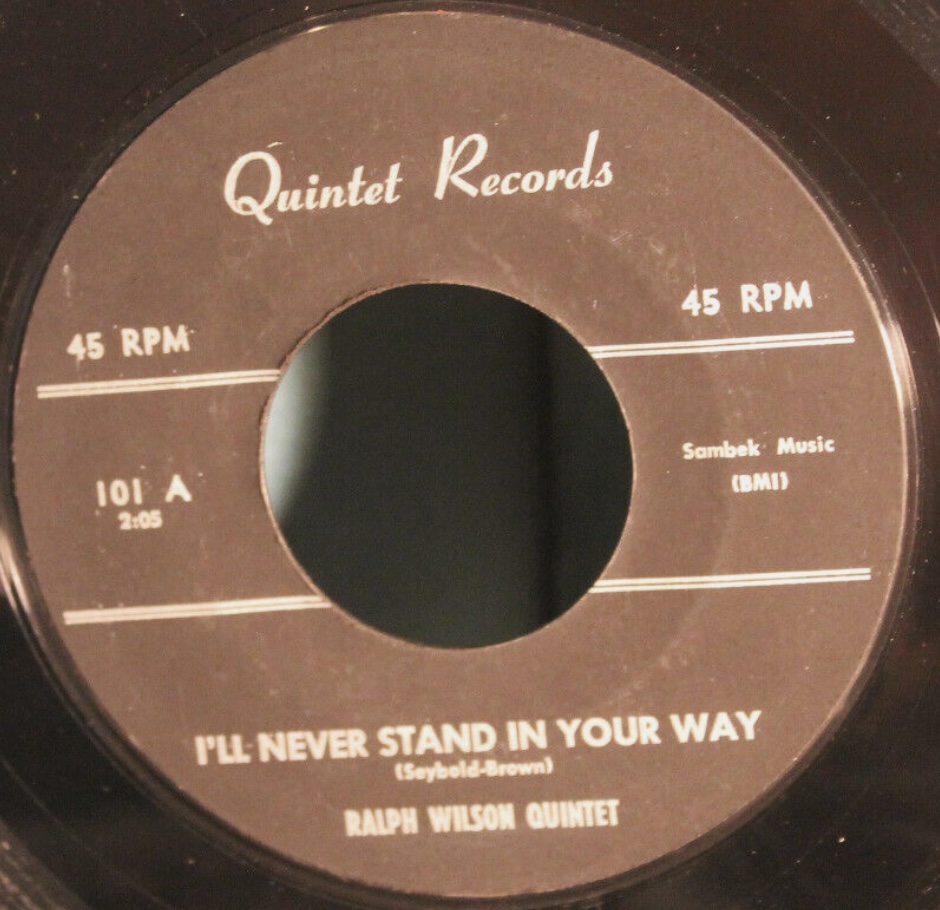 Quintet Records
45 RPM
45 RPM
101 A
2:05
Sambek Music
(BMI)
I'LL NEVER STAND IN YOUR WAY
(Seybold-Brown)
RALPH WILSON QUINTET